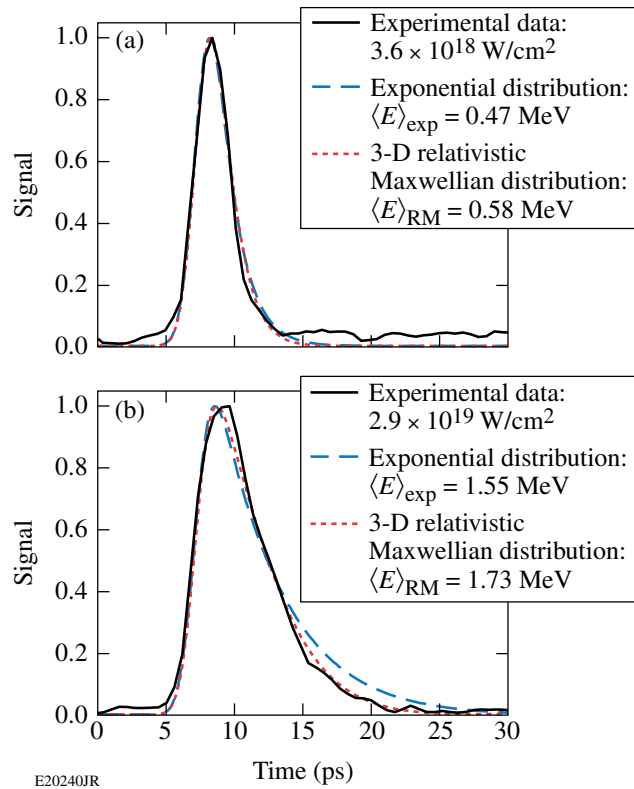 (a)
Experimental data:
3.6 × 10¹⁸ W/cm²
Exponential distribution:
⟨E⟩exp = 0.47 MeV
3-D relativistic
Maxwellian distribution:
⟨E⟩RM = 0.58 MeV
Signal
1.0
0.8
0.6
0.4
0.2
0.0
(b)
Experimental data:
2.9 × 10¹⁹ W/cm²
Exponential distribution:
⟨E⟩exp = 1.55 MeV
3-D relativistic
Maxwellian distribution:
⟨E⟩RM = 1.73 MeV
Signal
1.0
0.8
0.6
0.4
0.2
0.0
0 5 10 15 20 25 30
Time (ps)
E20240JR